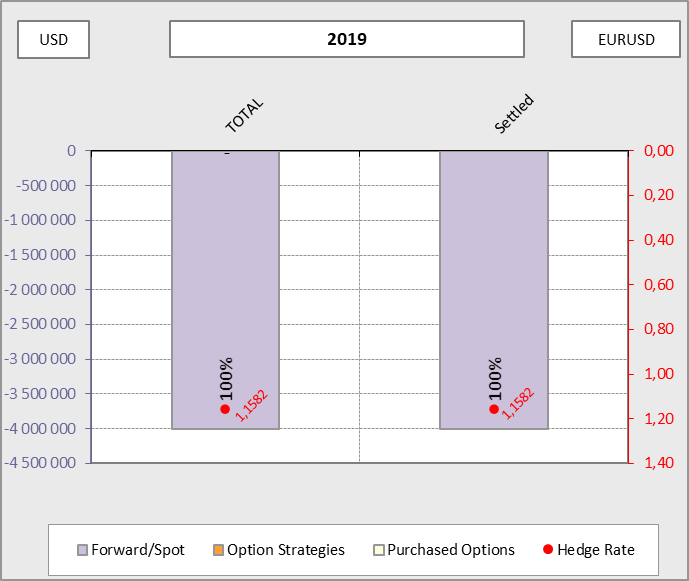 USD
2019
EURUSD
TOTAL
Settled
0
-500 000
-1 000 000
-1 500 000
-2 000 000
-2 500 000
-3 000 000
-3 500 000
-4 000 000
-4 500 000
0,00
0,20
0,40
0,60
0,80
1,00
1,20
1,40
100%
1,1582
100%
1,1582
Forward/Spot
Option Strategies
Purchased Options
Hedge Rate